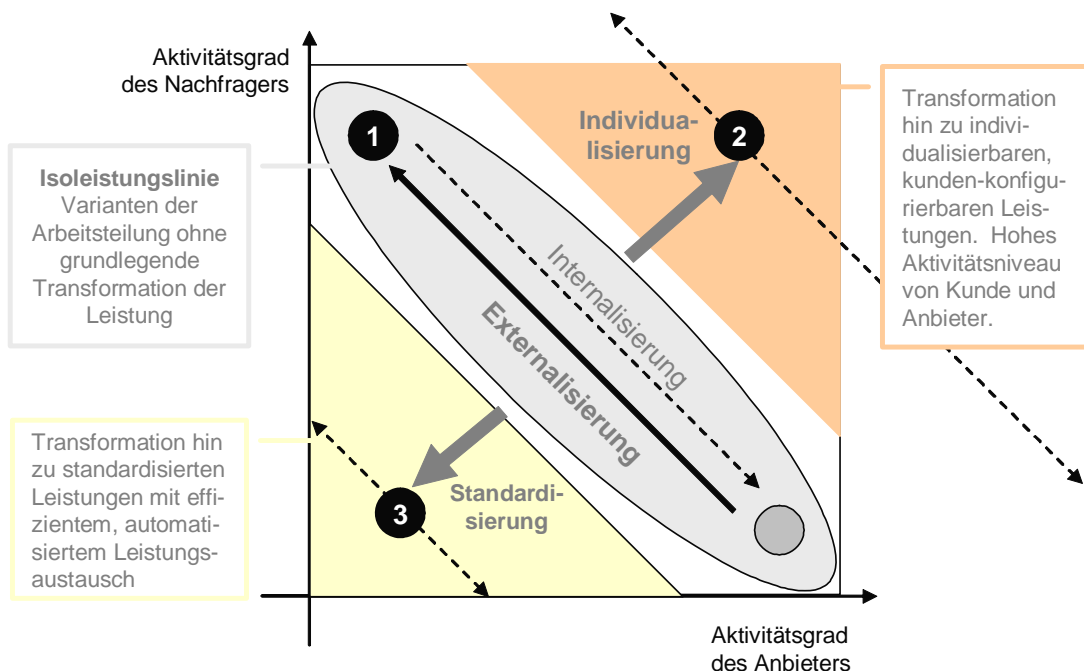 Aktivitätsgrad
des Nachfragers
Isoleistungslinie
Varianten der
Arbeitsteilung ohne
grundlegende
Transformation der
Leistung
1
Individua-
lisierung
2
Transformation
hin zu indivi-
dualisierbaren,
kunden-konfigu-
rierbaren Leis-
tungen. Hohes
Aktivitätsniveau
von Kunde und
Anbieter.
Internalisierung
Externalisierung
Transformation hin
zu standardisierten
Leistungen mit effi-
zientem, automati-
siertem Leistungs-
austausch
3
Standardi-
sierung
Aktivitätsgrad
des Anbieters